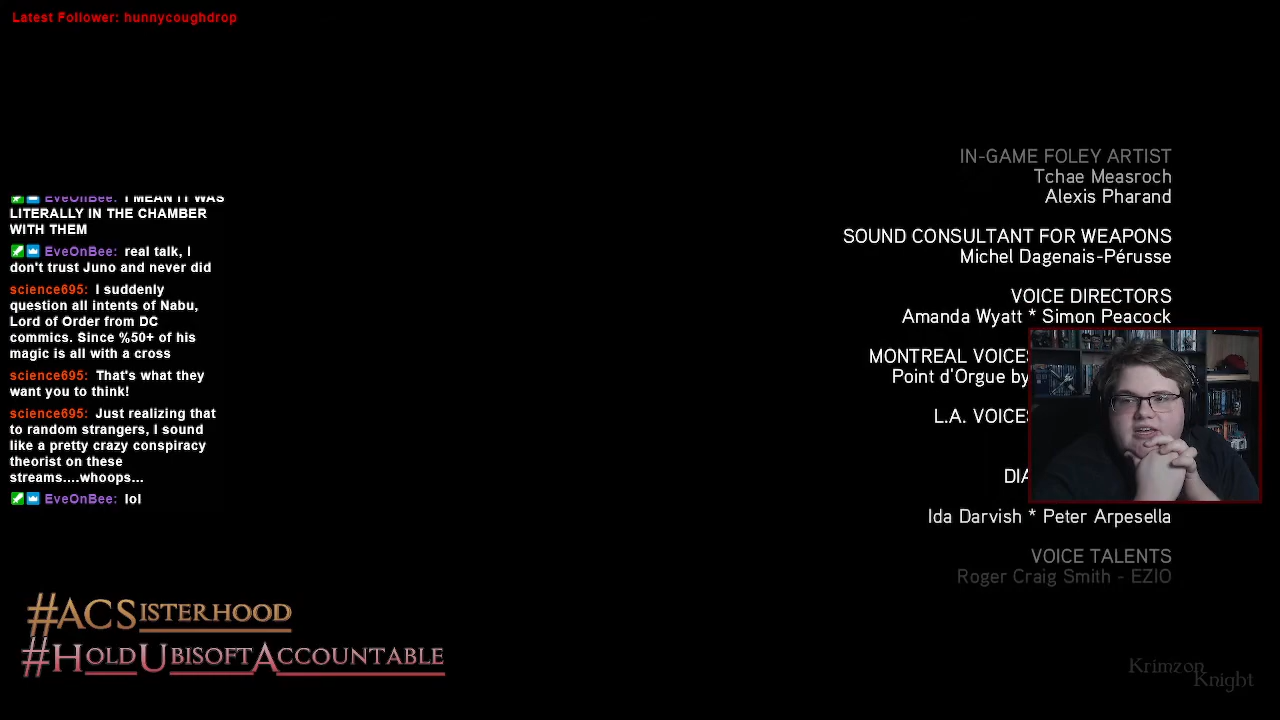 Latest Follower: hunnycoughdrop
EveOnBee: I MEAN IT WAS
LITERALLY IN THE CHAMBER
WITH THEM
EveOnBee: real talk, I
don't trust Juno and never did
science695: I suddenly
question all intents of Nabu,
Lord of Order from DC
commics. Since %50+ of his
magic is all with a cross
science695: That's what they
want you to think!
science695: Just realizing that
to random strangers, I sound
like a pretty crazy conspiracy
theorist on these
streams....whoops...
EveOnBee: lol
IN-GAME FOLEY ARTIST
Tchae Measroch
Alexis Pharand
SOUND CONSULTANT FOR WEAPONS
Michel Dagenais-Pérusse
VOICE DIRECTORS
Amanda Wyatt * Simon Peacock
MONTREAL VOICES
Point d'Orgue by
L.A. VOICES
DIA
Ida Darvish * Peter Arpesella
VOICE TALENTS
Roger Craig Smith - EZIO
#ACSISTERHOOD
#HOLDUBISOFTACCOUNTABLE
Krimzon
Knight